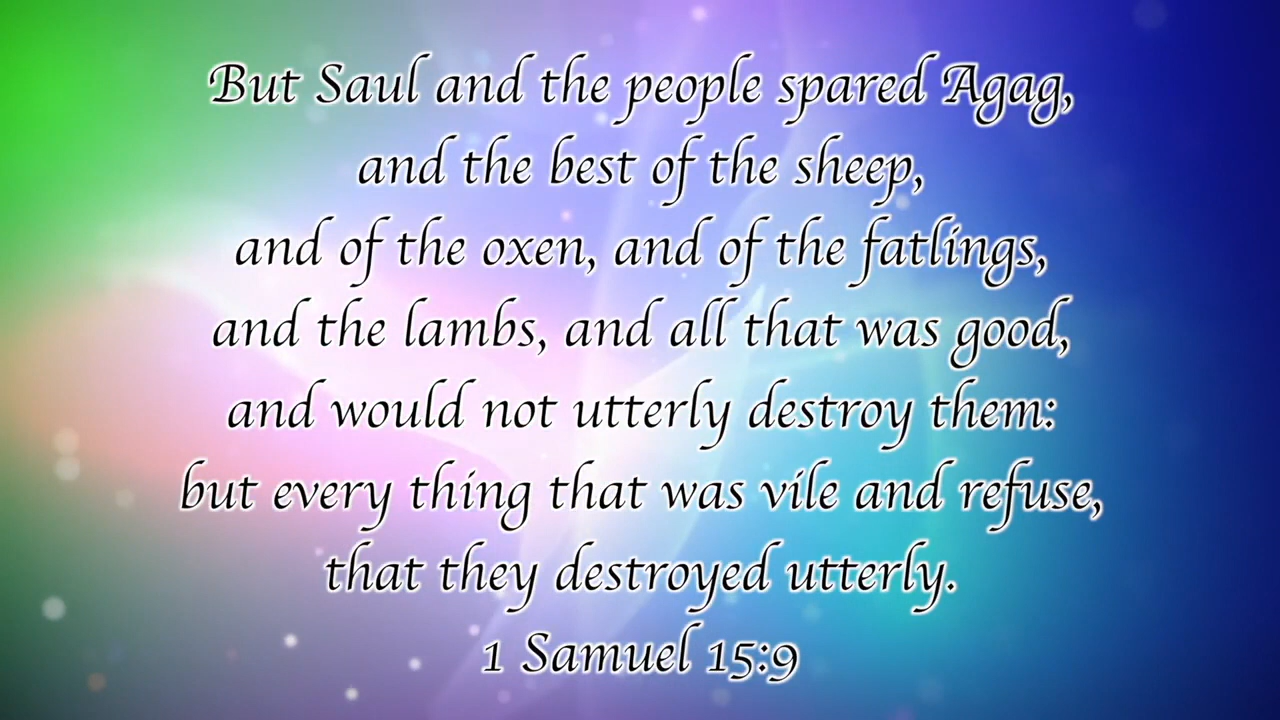 But Saul and the people spared Agag,
and the best of the sheep,
and of the oxen, and of the fatlings,
and the lambs, and all that was good,
and would not utterly destroy them:
but every thing that was vile and refuse,
that they destroyed utterly.
1 Samuel 15:9